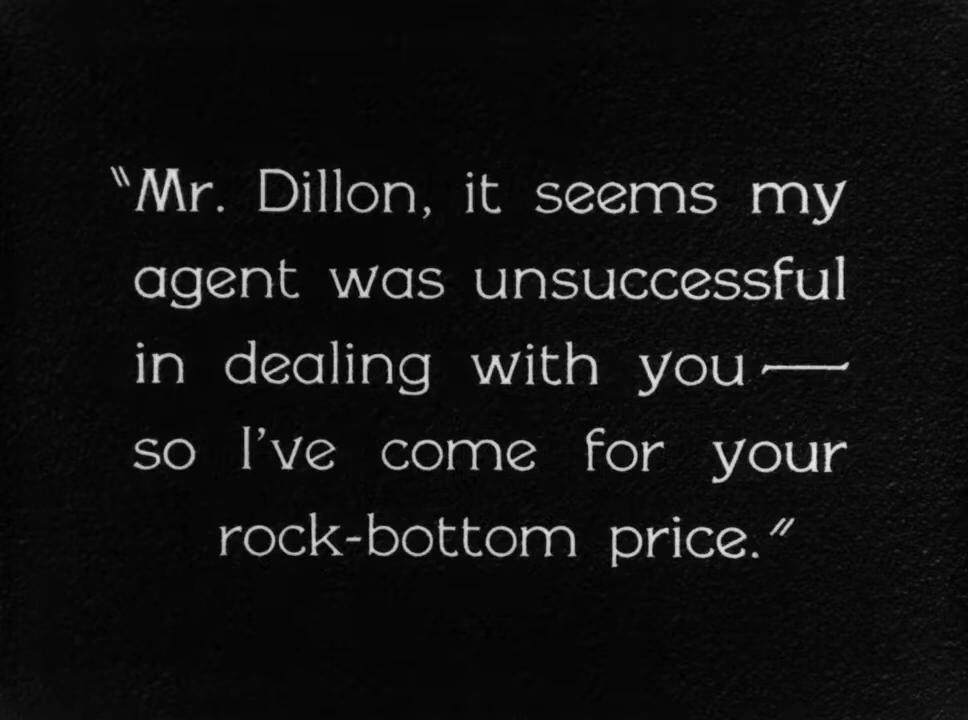 "Mr. Dillon, it seems my
agent was unsuccessful
in dealing with you —
so I've come for your
rock-bottom price."